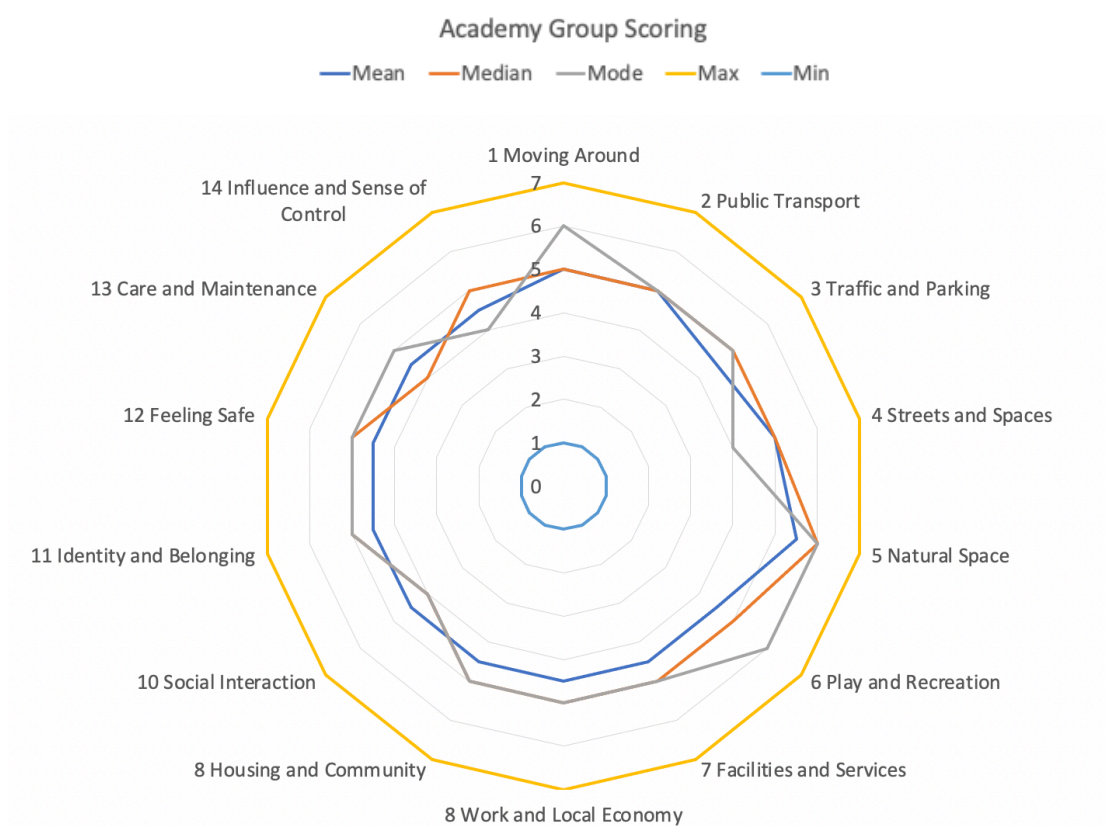 Academy Group Scoring
Mean Median Mode Max Min
1 Moving Around
7
14 Influence and Sense of
Control
2 Public Transport
6
5
13 Care and Maintenance
3 Traffic and Parking
4
3
12 Feeling Safe
4 Streets and Spaces
2
1
0
11 Identity and Belonging
5 Natural Space
10 Social Interaction
6 Play and Recreation
8 Housing and Community
7 Facilities and Services
8 Work and Local Economy